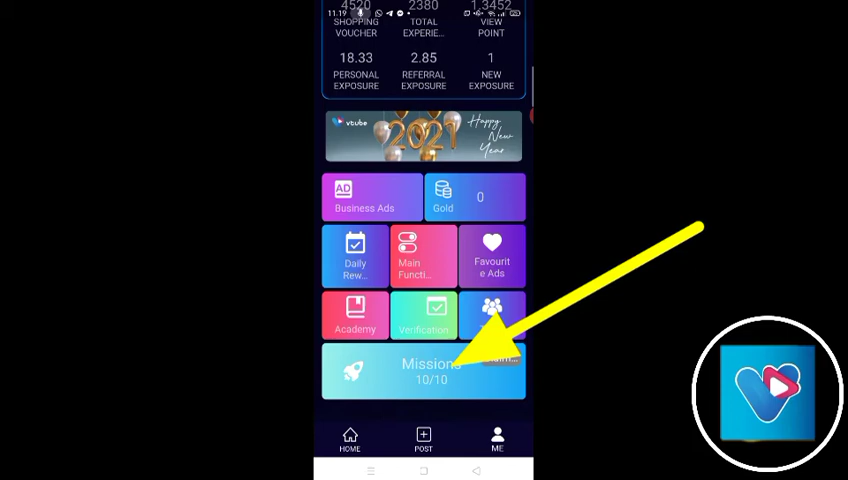 11.19
4520 2380 1.3452
SHOPPING TOTAL VIEW
VOUCHER EXPERIE... POINT
18.33 2.85 1
PERSONAL REFERRAL NEW
EXPOSURE EXPOSURE EXPOSURE
vtube 2021 Happy
New
Year
AD
Business Ads Gold 0
Daily Main Favourit
Rew... Functi... e Ads
Academy Verification
Missions
10/10
HOME POST ME